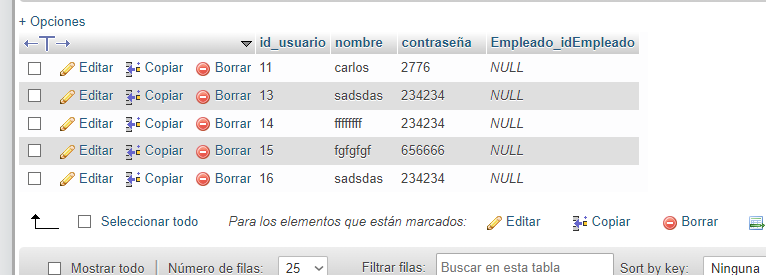 + Opciones
id_usuario nombre contraseña Empleado_idEmpleado
Editar Copiar Borrar 11 carlos 2776 NULL
Editar Copiar Borrar 13 sadsdas 234234 NULL
Editar Copiar Borrar 14 ffffffff 234234 NULL
Editar Copiar Borrar 15 fgfgfgf 656666 NULL
Editar Copiar Borrar 16 sadsdas 234234 NULL
Seleccionar todo Para los elementos que están marcados: Editar Copiar Borrar
Mostrar todo Número de filas: 25 Filtrar filas: Buscar en esta tabla Sort by key: Ninguna